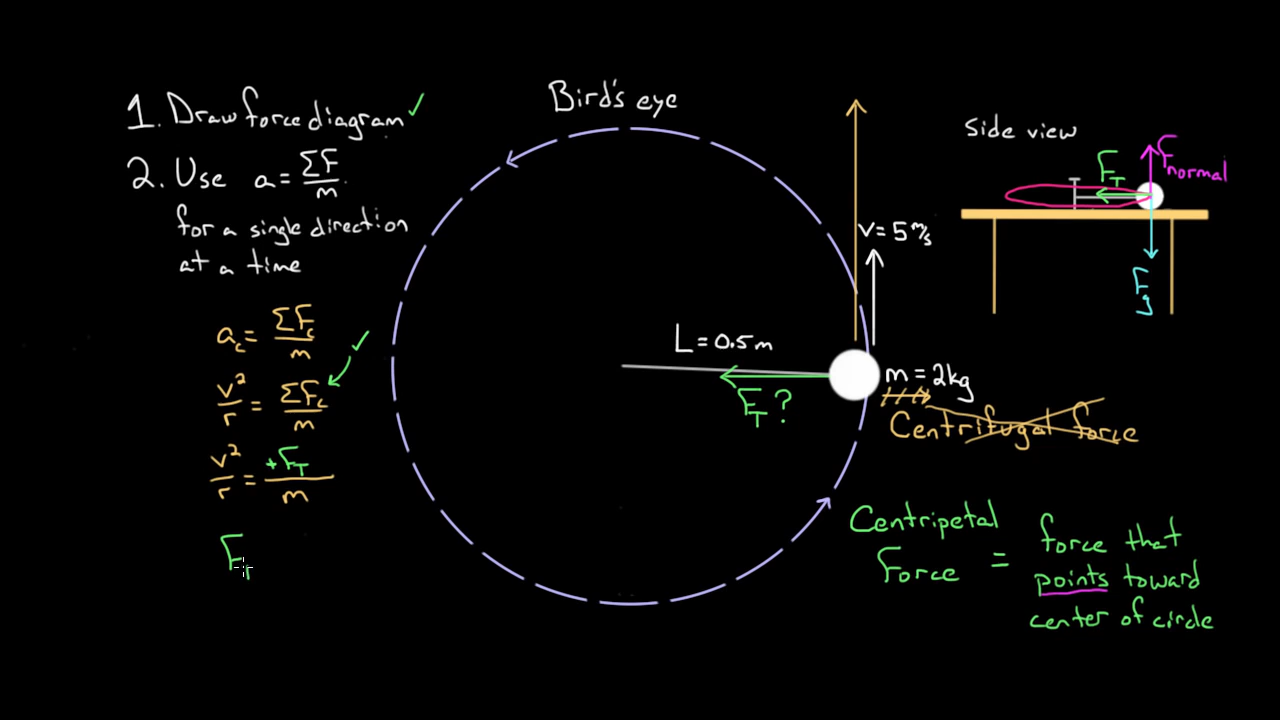 Bird's eye
1. Draw force diagram ✓
2. Use a = ΣF/m
for a single direction
at a time
a_c = ΣF_c/m
v²/r = ΣF_c/m ✓
v²/r = +F_T/m
F_T
L = 0.5m
F_T ?
v = 5 m/s
m = 2kg
Centrifugal force
Side view
F_T
F_normal
F_g
Centripetal
Force = force that
points toward
center of circle